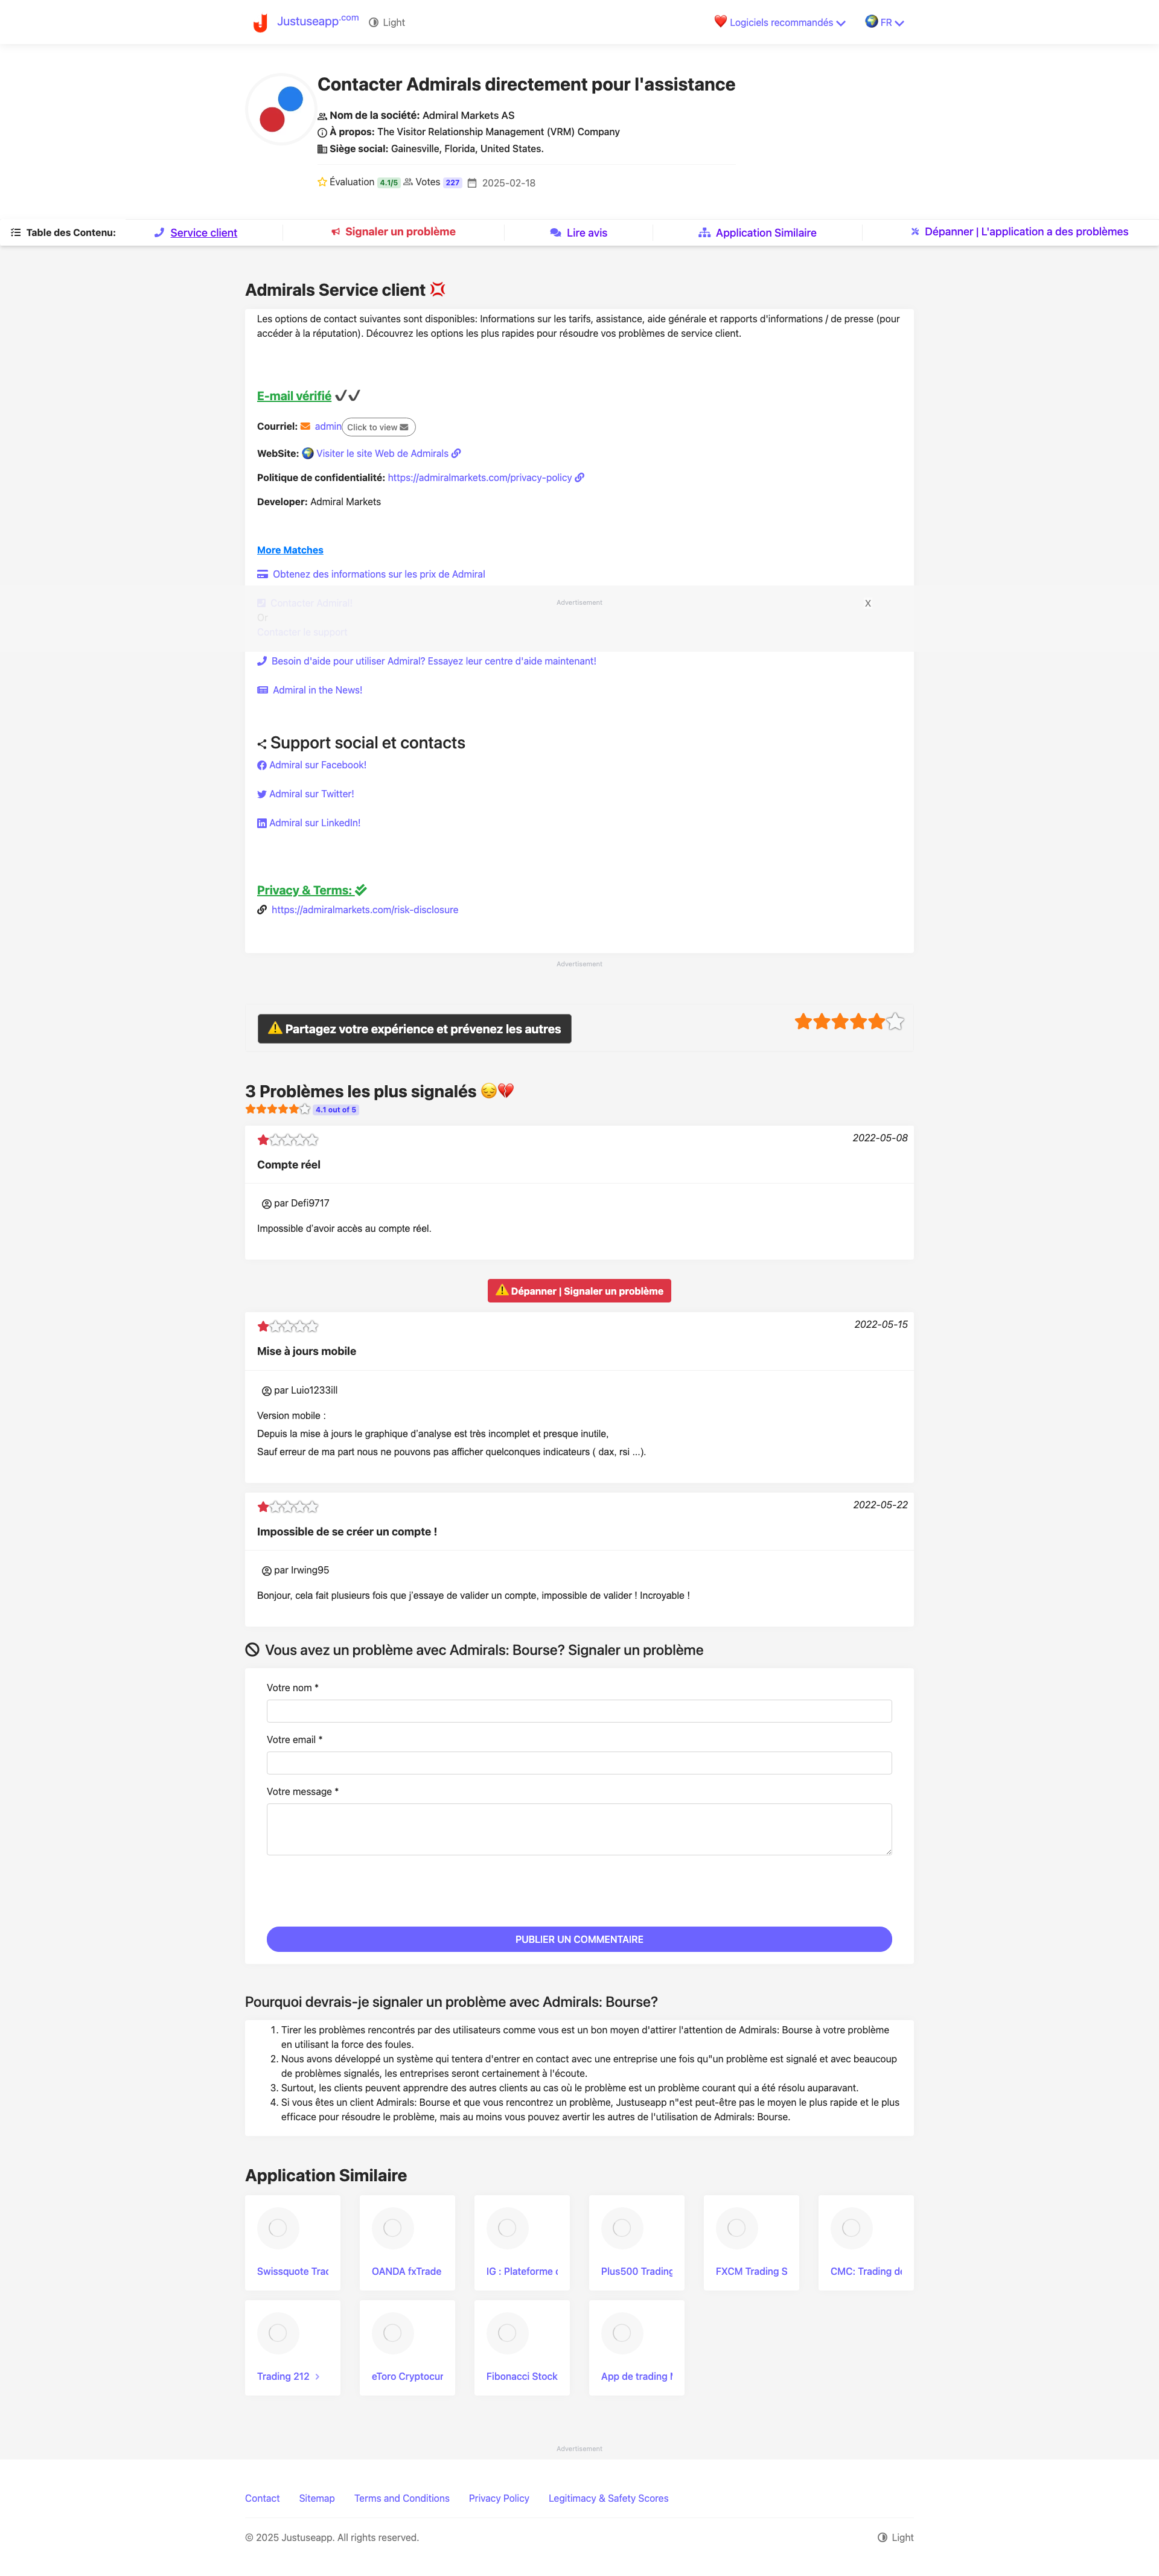 Justuseapp.com
Light
Logiciels recommandés
FR
Contacter Admirals directement pour l'assistance
Nom de la société: Admiral Markets AS
À propos: The Visitor Relationship Management (VRM) Company
Siège social: Gainesville, Florida, United States.
Évaluation 4.1/5 Votes 227 2025-02-18
Table des Contenu:
Service client
Signaler un problème
Lire avis
Application Similaire
Dépanner | L'application a des problèmes
Admirals Service client
Les options de contact suivantes sont disponibles: Informations sur les tarifs, assistance, aide générale et rapports d'informations / de presse (pour
accéder à la réputation). Découvrez les options les plus rapides pour résoudre vos problèmes de service client.
E-mail vérifié
Courriel: admin Click to view
WebSite: Visiter le site Web de Admirals
Politique de confidentialité: https://admiralmarkets.com/privacy-policy
Developer: Admiral Markets
More Matches
Obtenez des informations sur les prix de Admiral
Contacter Admiral!
Advertisement
X
Or
Contacter le support
Besoin d'aide pour utiliser Admiral? Essayez leur centre d'aide maintenant!
Admiral in the News!
Support social et contacts
Admiral sur Facebook!
Admiral sur Twitter!
Admiral sur LinkedIn!
Privacy & Terms:
https://admiralmarkets.com/risk-disclosure
Advertisement
Partagez votre expérience et prévenez les autres
3 Problèmes les plus signalés
4.1 out of 5
2022-05-08
Compte réel
par Defi9717
Impossible d'avoir accès au compte réel.
Dépanner | Signaler un problème
2022-05-15
Mise à jours mobile
par Luio1233ill
Version mobile :
Depuis la mise à jours le graphique d'analyse est très incomplet et presque inutile,
Sauf erreur de ma part nous ne pouvons pas afficher quelconques indicateurs ( dax, rsi ...).
2022-05-22
Impossible de se créer un compte !
par Irwing95
Bonjour, cela fait plusieurs fois que j'essaye de valider un compte, impossible de valider ! Incroyable !
Vous avez un problème avec Admirals: Bourse? Signaler un problème
Votre nom *
Votre email *
Votre message *
PUBLIER UN COMMENTAIRE
Pourquoi devrais-je signaler un problème avec Admirals: Bourse?
1. Tirer les problèmes rencontrés par des utilisateurs comme vous est un bon moyen d'attirer l'attention de Admirals: Bourse à votre problème
en utilisant la force des foules.
2. Nous avons développé un système qui tentera d'entrer en contact avec une entreprise une fois qu"un problème est signalé et avec beaucoup
de problèmes signalés, les entreprises seront certainement à l'écoute.
3. Surtout, les clients peuvent apprendre des autres clients au cas où le problème est un problème courant qui a été résolu auparavant.
4. Si vous êtes un client Admirals: Bourse et que vous rencontrez un problème, Justuseapp n"est peut-être pas le moyen le plus rapide et le plus
efficace pour résoudre le problème, mais au moins vous pouvez avertir les autres de l'utilisation de Admirals: Bourse.
Application Similaire
Swissquote Trad
OANDA fxTrade
IG : Plateforme
Plus500 Trading
FXCM Trading S
CMC: Trading de
Trading 212
eToro Cryptocur
Fibonacci Stock
App de trading
Advertisement
Contact
Sitemap
Terms and Conditions
Privacy Policy
Legitimacy & Safety Scores
© 2025 Justuseapp. All rights reserved.
Light